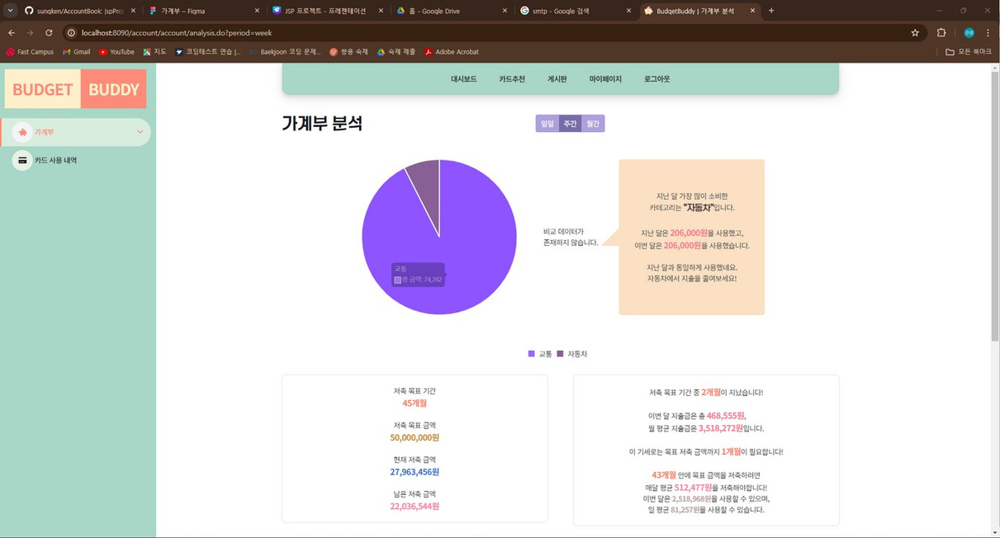 sungken/AccountBook: jspProj
가계부 – Figma
JSP 프로젝트 - 프레젠테이션
홈 - Google Drive
smtp - Google 검색
BudgetBuddy | 가계부 분석
localhost:8090/account/account/analysis.do?period=week
Fast Campus
Gmail
YouTube
지도
코딩테스트 연습 |...
Baekjoon 코딩 문제...
쌍용 숙제
숙제 제출
Adobe Acrobat
모든 북마크
BUDGET BUDDY
대시보드 카드추천 게시판 마이페이지 로그아웃
가계부
카드 사용 내역
가계부 분석
일일 주간 월간
교통
총 금액: 74,242
비교 데이터가
존재하지 않습니다.
지난 달 가장 많이 소비한
카테고리는 "자동차"입니다.
지난 달은 206,000원을 사용했고,
이번 달은 206,000원을 사용했습니다.
지난 달과 동일하게 사용했네요.
자동차에서 지출을 줄여보세요!
교통 자동차
저축 목표 기간
45개월
저축 목표 금액
50,000,000원
현재 저축 금액
27,963,456원
남은 저축 금액
22,036,544원
저축 목표 기간 중 2개월이 지났습니다!
이번 달 지출금은 총 468,555원,
월 평균 지출금은 3,518,272원입니다.
이 기세로는 목표 저축 금액까지 1개월이 필요합니다!
43개월 안에 목표 금액을 저축하려면
매달 평균 512,477원을 저축해야합니다!
이번 달은 2,518,968원을 사용할 수 있으며,
일 평균 81,257원을 사용할 수 있습니다.